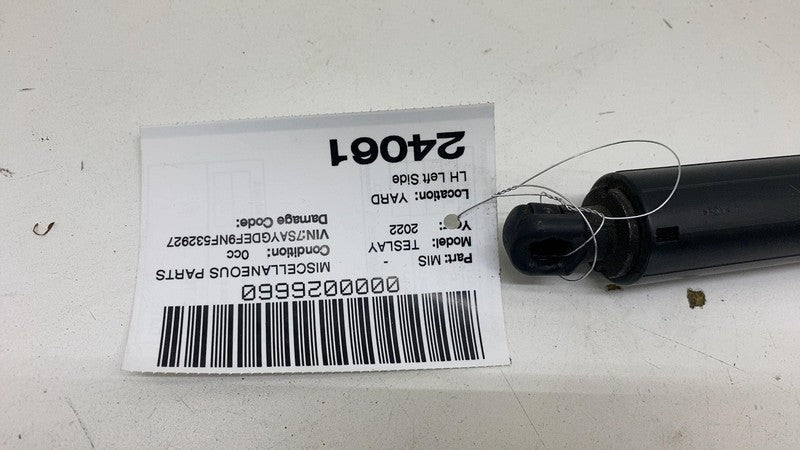 0000026660
MISCELLANEOUS PARTS
Part: MIS -
Model: TESLAY Condition: 0cc
2022 VIN:7SAYGDEF9NF532927
Damage Code:
Location: YARD
LH Left Side
24061